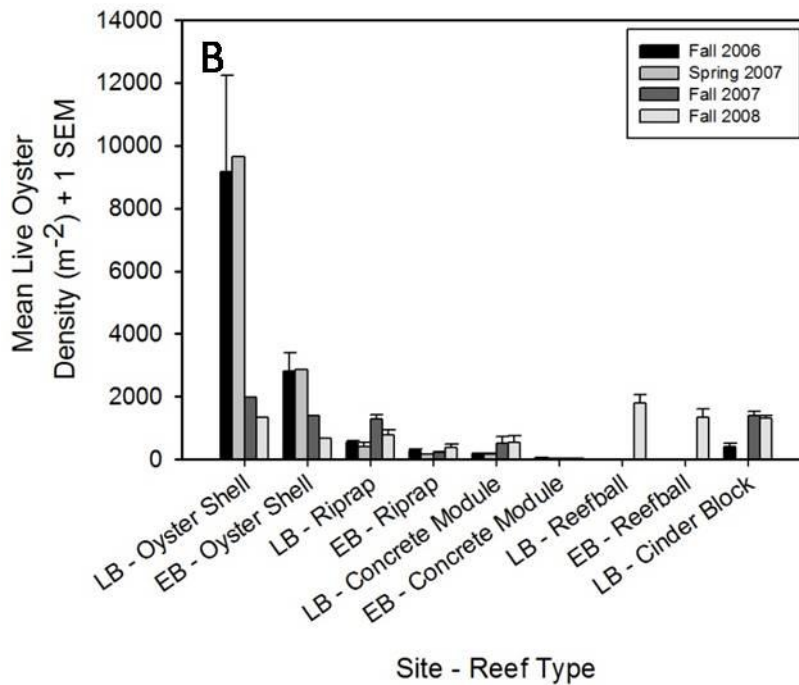 B
Mean Live Oyster
Density (m-2) + 1 SEM
14000
12000
10000
8000
6000
4000
2000
0
Fall 2006
Spring 2007
Fall 2007
Fall 2008
LB - Oyster Shell
EB - Oyster Shell
LB - Riprap
EB - Riprap
LB - Concrete Module
EB - Concrete Module
LB - Reefball
EB - Reefball
LB - Cinder Block
Site - Reef Type